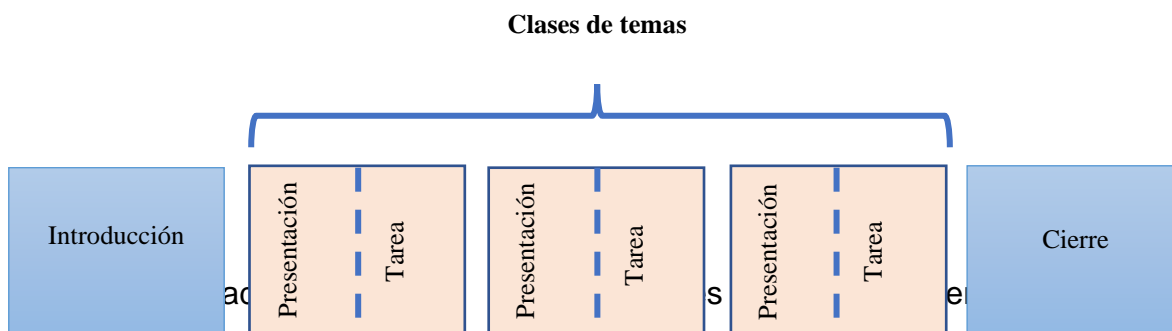 Clases de temas
Introducción
Presentación
Tarea
Presentación
Tarea
Presentación
Tarea
Cierre